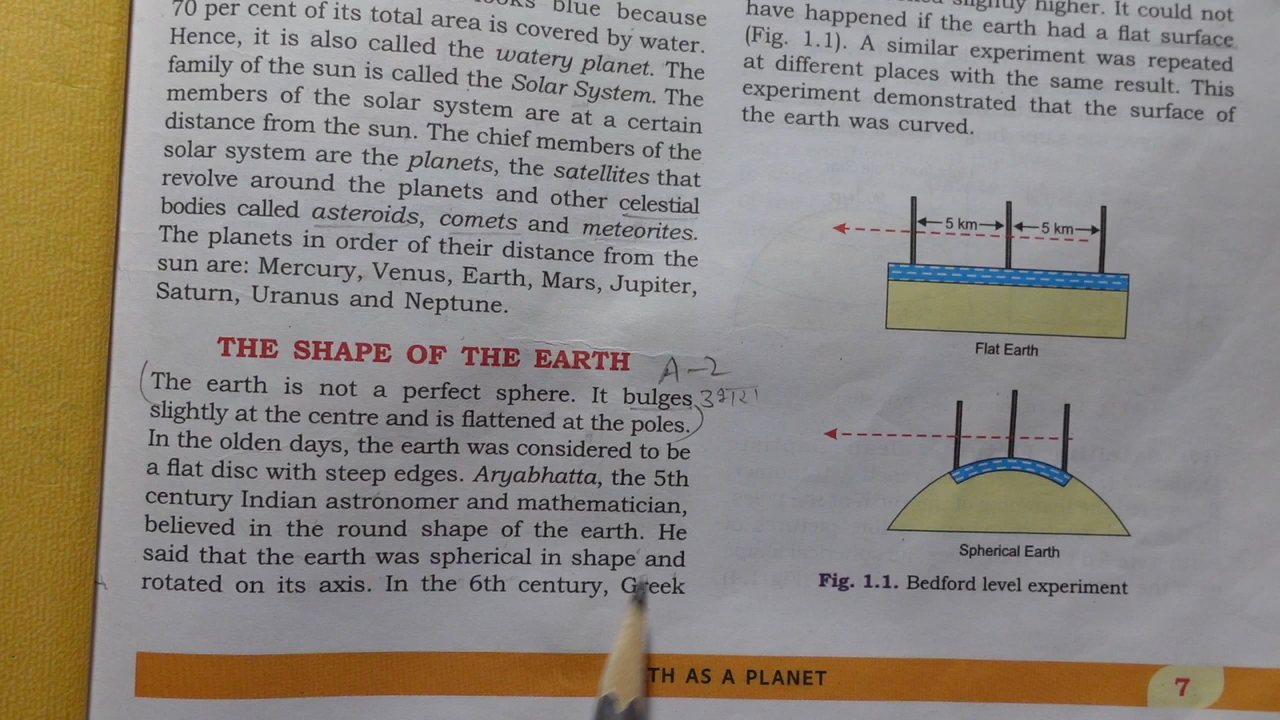 blue because
70 per cent of its total area is covered by water.
Hence, it is also called the watery planet. The
family of the sun is called the Solar System. The
members of the solar system are at a certain
distance from the sun. The chief members of the
solar system are the planets, the satellites that
revolve around the planets and other celestial
bodies called asteroids, comets and meteorites.
The planets in order of their distance from the
sun are: Mercury, Venus, Earth, Mars, Jupiter,
Saturn, Uranus and Neptune.
THE SHAPE OF THE EARTH A-2
The earth is not a perfect sphere. It bulges
slightly at the centre and is flattened at the poles.
In the olden days, the earth was considered to be
a flat disc with steep edges. Aryabhatta, the 5th
century Indian astronomer and mathematician,
believed in the round shape of the earth. He
said that the earth was spherical in shape and
rotated on its axis. In the 6th century, Greek
slightly higher. It could not
have happened if the earth had a flat surface
(Fig. 1.1). A similar experiment was repeated
at different places with the same result. This
experiment demonstrated that the surface of
the earth was curved.
5 km 5 km
Flat Earth
Spherical Earth
Fig. 1.1. Bedford level experiment
AS A PLANET
7